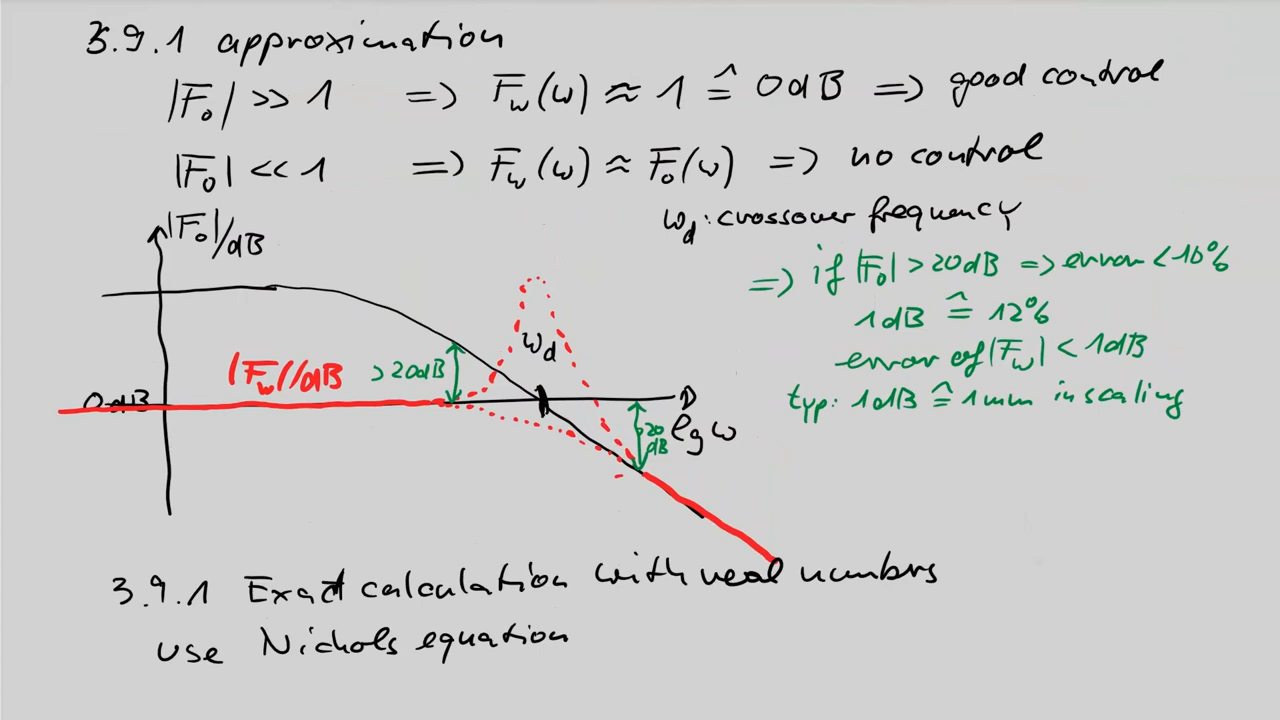 3.9.1 approximation
|F₀| >> 1 => F_w(ω) ≈ 1 ≙ 0dB => good control
|F₀| << 1 => F_w(ω) ≈ F₀(ω) => no control
ω_d: crossover frequency
|F₀|/dB
=> if |F₀| > 20dB => error < 10%
1dB ≙ 12%
error of |F_w| < 1dB
typ: 1dB ≙ 1mm in scaling
ω_d
|F_w|/dB
>20dB
0dB
lg ω
20
dB
3.9.1 Exact calculation with real numbrs
use Nichols equation